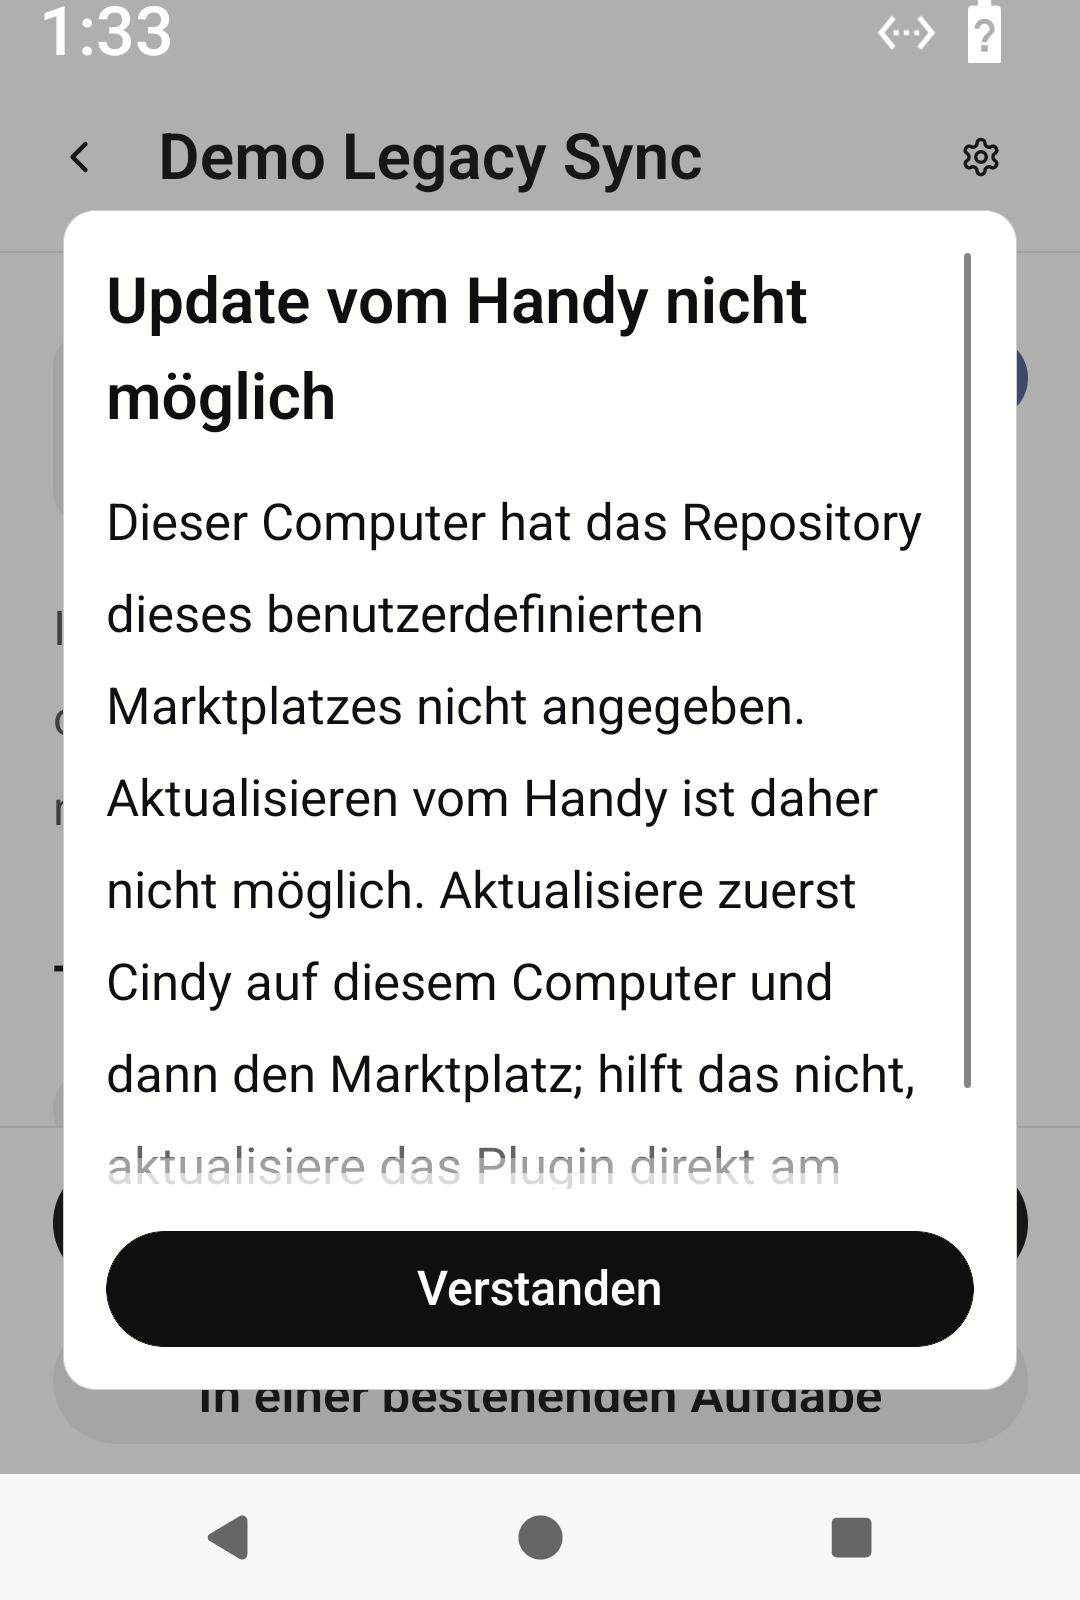 1:33
Demo Legacy Sync
Update vom Handy nicht
möglich
Dieser Computer hat das Repository
dieses benutzerdefinierten
Marktplatzes nicht angegeben.
Aktualisieren vom Handy ist daher
nicht möglich. Aktualisiere zuerst
Cindy auf diesem Computer und
dann den Marktplatz; hilft das nicht,
aktualisiere das Plugin direkt am
Verstanden
In einer bestehenden Aufgabe